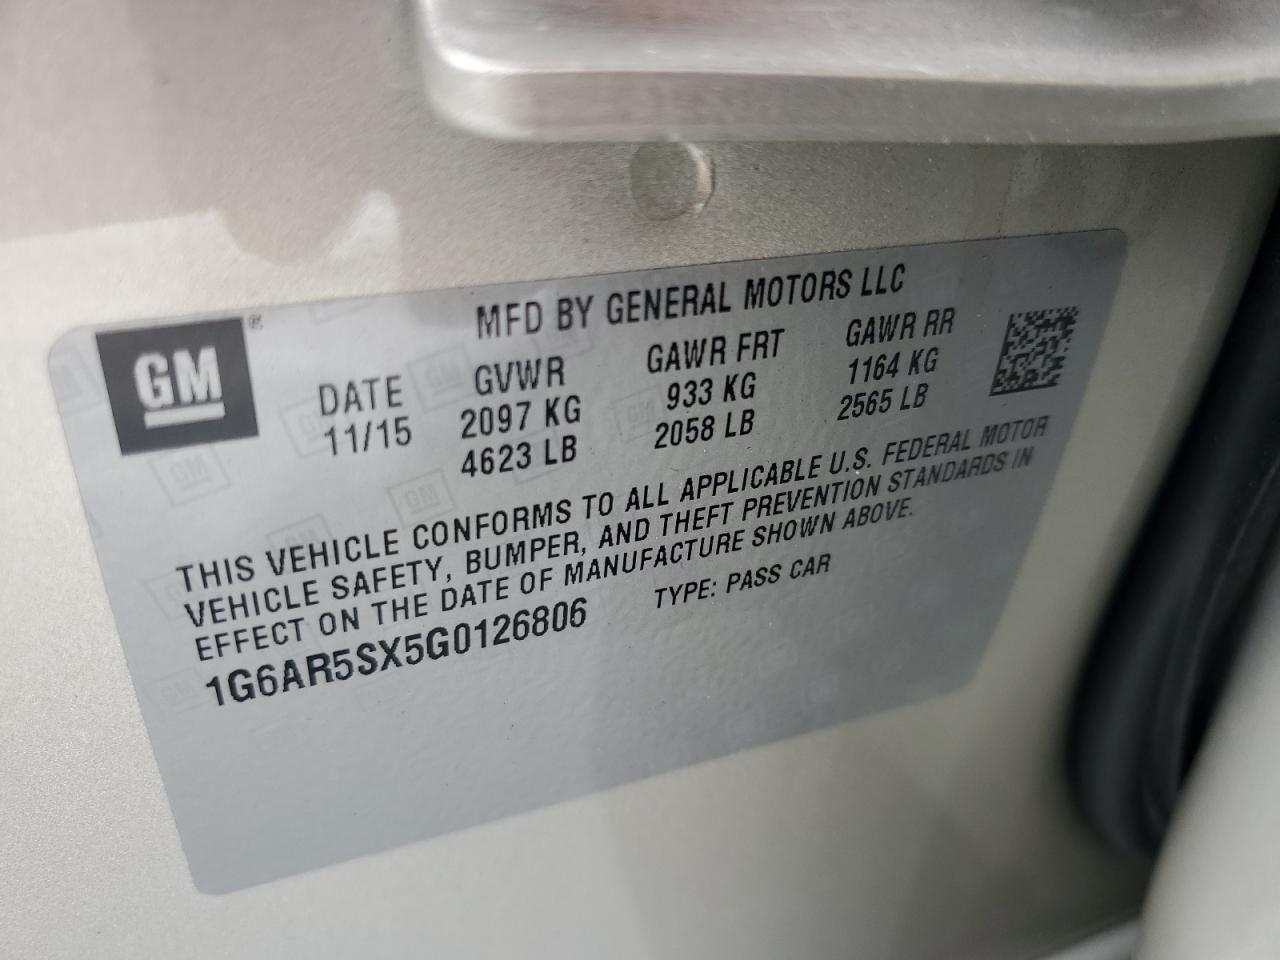 MFD BY GENERAL MOTORS LLC
GM ®
DATE GVWR GAWR FRT GAWR RR
11/15 2097 KG 933 KG 1164 KG
4623 LB 2058 LB 2565 LB
THIS VEHICLE CONFORMS TO ALL APPLICABLE U.S. FEDERAL MOTOR
VEHICLE SAFETY, BUMPER, AND THEFT PREVENTION STANDARDS IN
EFFECT ON THE DATE OF MANUFACTURE SHOWN ABOVE.
1G6AR5SX5G0126806 TYPE: PASS CAR